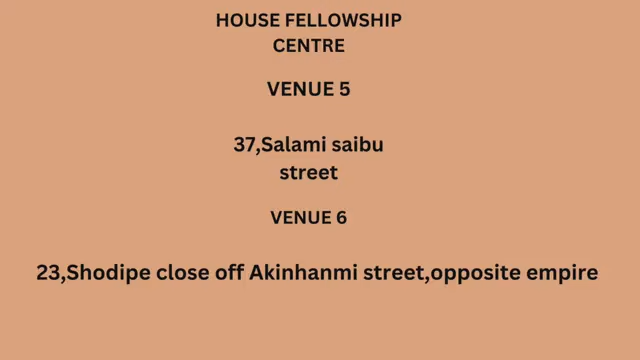 HOUSE FELLOWSHIP
CENTRE
VENUE 5
37,Salami saibu
street
VENUE 6
23,Shodipe close off Akinhanmi street,opposite empire